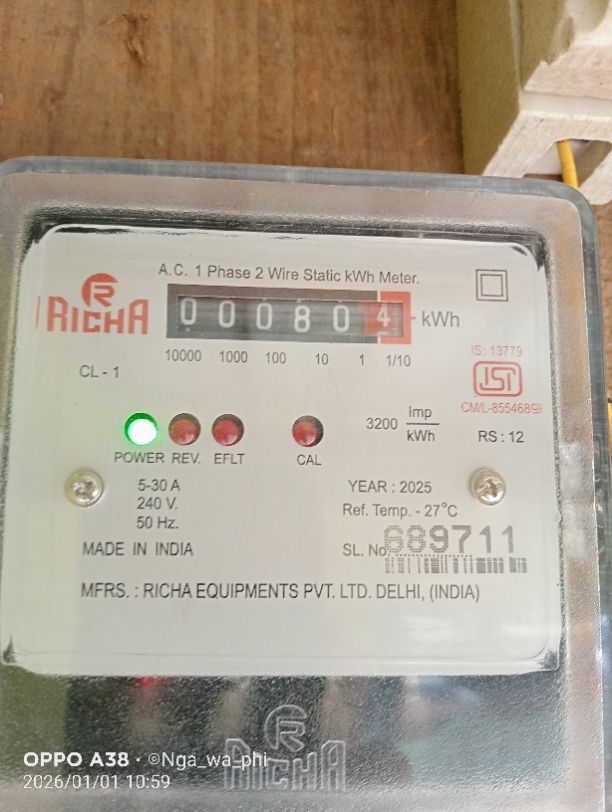 A.C. 1 Phase 2 Wire Static kWh Meter.
R
RICHA
0 0 0 8 0 4 kWh
10000 1000 100 10 1 1/10
CL - 1
IS: 13779
ISI
CM/L-8554689
3200 Imp/kWh
RS : 12
POWER REV. EFLT CAL
5-30 A
240 V.
50 Hz.
YEAR : 2025
Ref. Temp. - 27°C
MADE IN INDIA
SL. No. 689711
MFRS. : RICHA EQUIPMENTS PVT. LTD. DELHI, (INDIA)
R
RICHA
OPPO A38 · ©Nga_wa_phi
2026/01/01 10:59